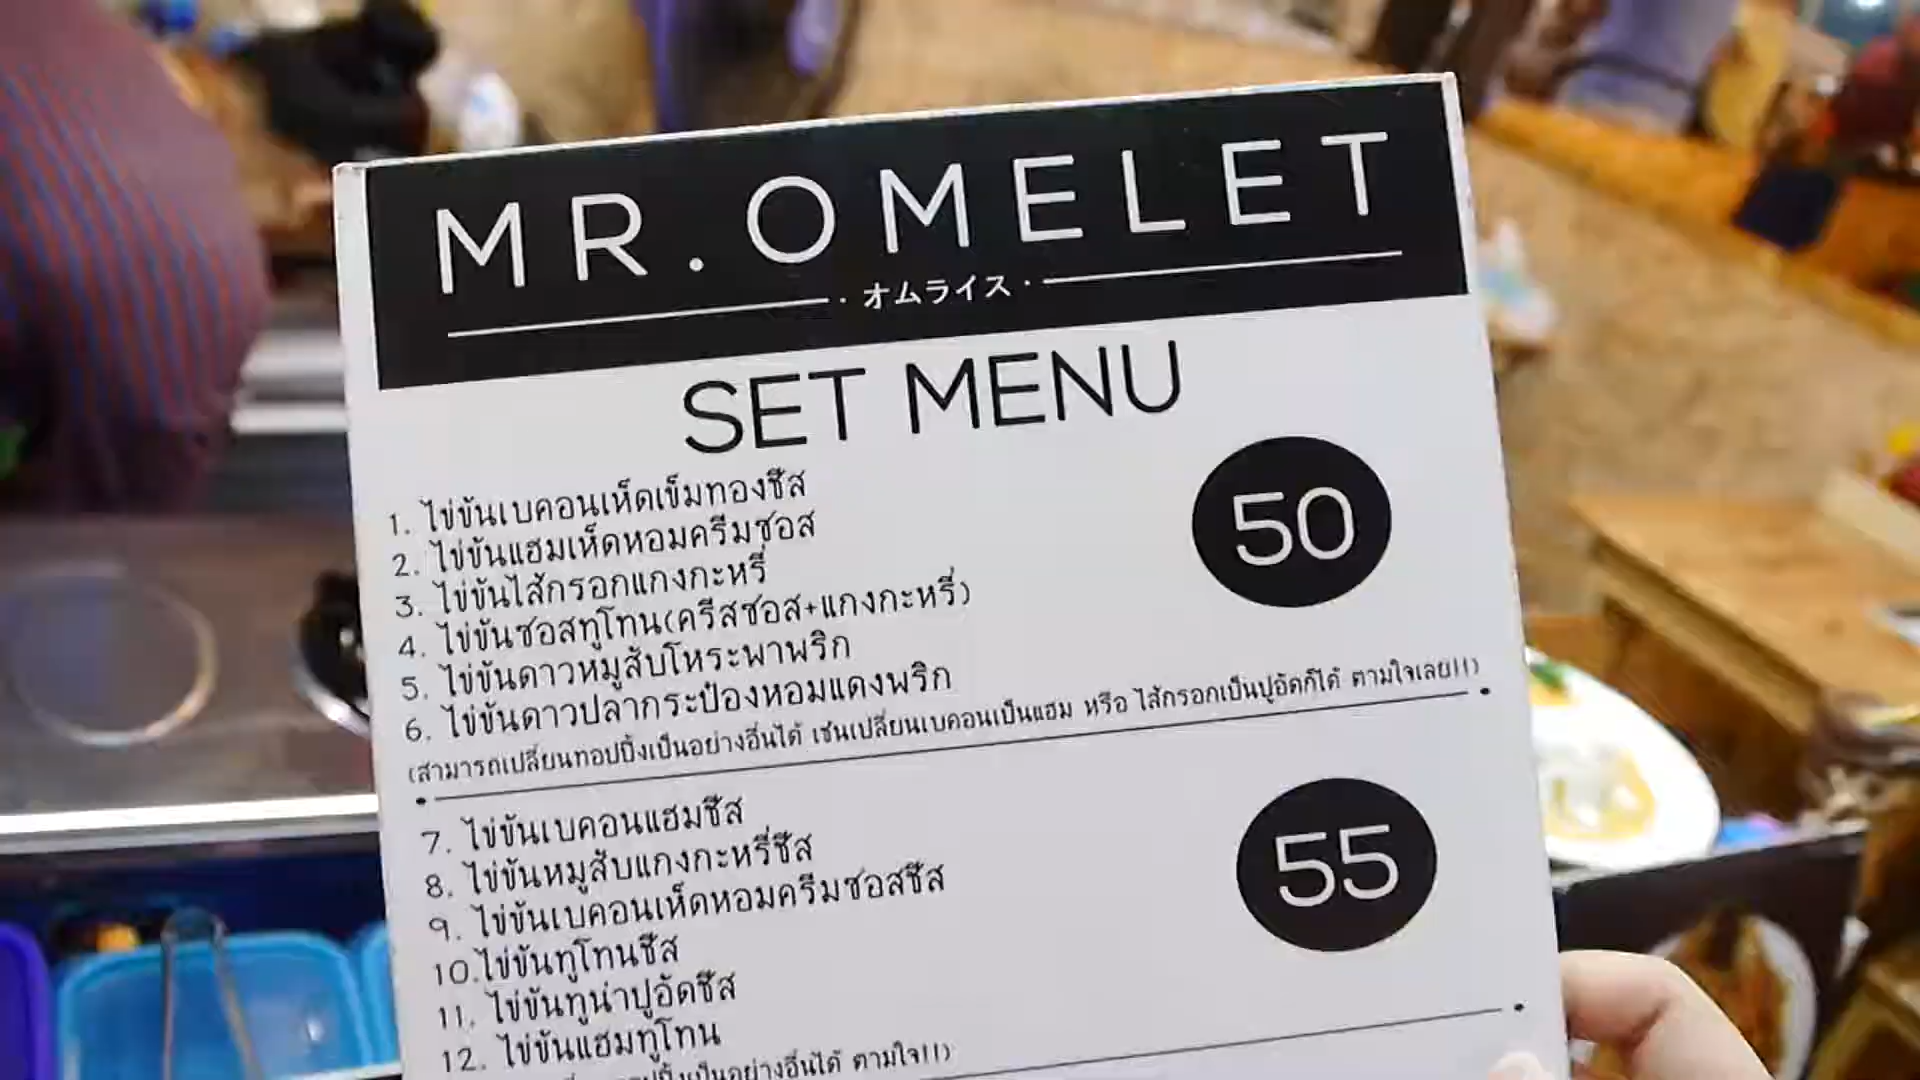 MR.OMELET
・オムライス・
SET MENU
1. ไข่ข้นเบคอนเห็ดเข็มทองชีส
2. ไข่ข้นแฮมเห็ดหอมครีมซอส
3. ไข่ข้นไส้กรอกแกงกะหรี่
4. ไข่ข้นซอสทูโทน(ครีสซอส+แกงกะหรี่)
5. ไข่ข้นดาวหมูสับโหระพาพริก
6. ไข่ข้นดาวปลากระป๋องหอมแดงพริก
50
(สามารถเปลี่ยนทอปปิ้งเป็นอย่างอื่นได้ เช่นเปลี่ยนเบคอนเป็นแฮม หรือ ไส้กรอกเป็นปูอัดก็ได้ ตามใจเลย!!)
7. ไข่ข้นเบคอนแฮมชีส
8. ไข่ข้นหมูสับแกงกะหรี่ชีส
9. ไข่ข้นเบคอนเห็ดหอมครีมซอสชีส
10.ไข่ข้นทูโทนชีส
11. ไข่ข้นทูน่าปูอัดชีส
12. ไข่ข้นแฮมทูโทน
55
เป็นอย่างอื่นได้ ตามใจ!!)